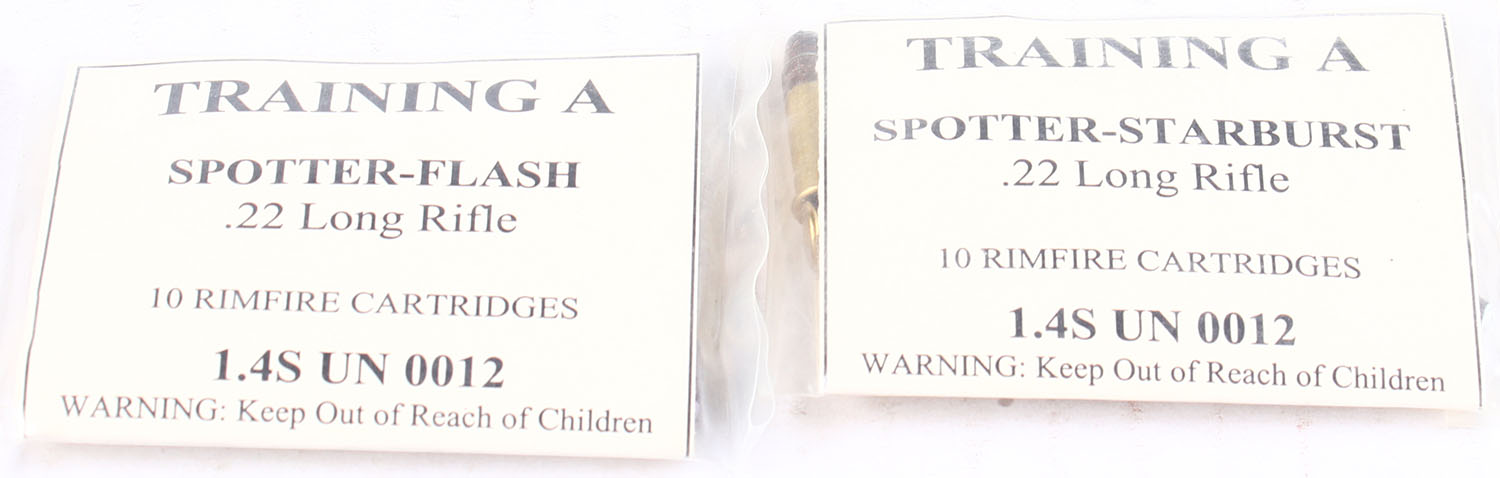 TRAINING A
SPOTTER-FLASH
.22 Long Rifle
10 RIMFIRE CARTRIDGES
1.4S UN 0012
WARNING: Keep Out of Reach of Children
TRAINING A
SPOTTER-STARBURST
.22 Long Rifle
10 RIMFIRE CARTRIDGES
1.4S UN 0012
WARNING: Keep Out of Reach of Children